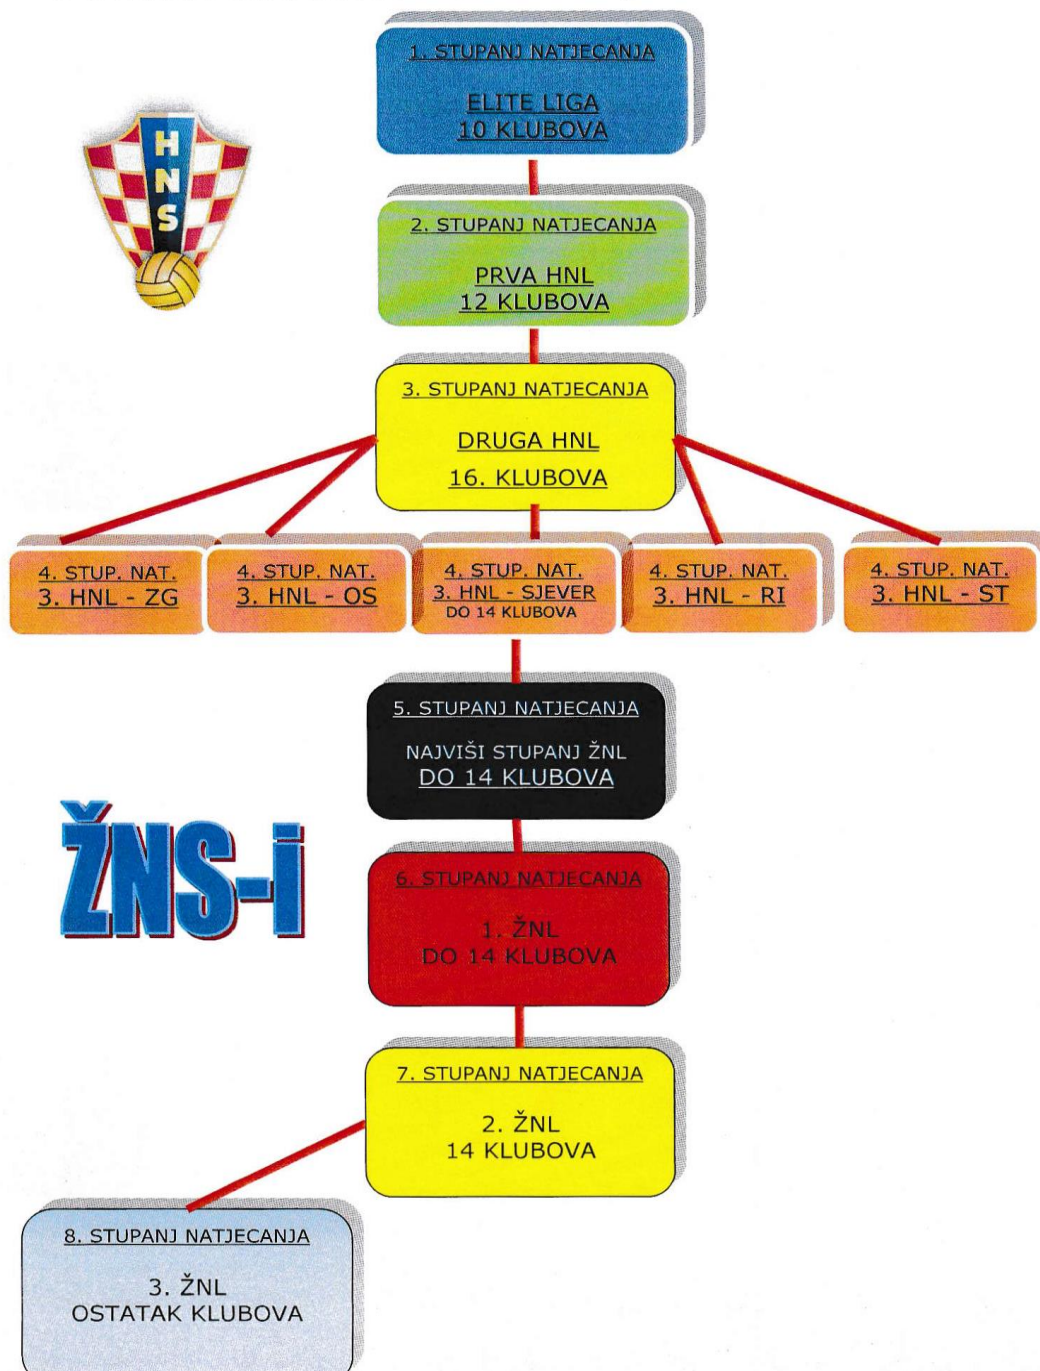 1. STUPANJ NATJECANJA
ELITE LIGA
10 KLUBOVA
H
N
S
2. STUPANJ NATJECANJA
PRVA HNL
12 KLUBOVA
3. STUPANJ NATJECANJA
DRUGA HNL
16. KLUBOVA
4. STUP. NAT.
3. HNL - ZG
4. STUP. NAT.
3. HNL - OS
4. STUP. NAT.
3. HNL - SJEVER
DO 14 KLUBOVA
4. STUP. NAT.
3. HNL - RI
4. STUP. NAT.
3. HNL - ST
5. STUPANJ NATJECANJA
NAJVIŠI STUPANJ ŽNL
DO 14 KLUBOVA
ŽNS-i
6. STUPANJ NATJECANJA
1. ŽNL
DO 14 KLUBOVA
7. STUPANJ NATJECANJA
2. ŽNL
14 KLUBOVA
8. STUPANJ NATJECANJA
3. ŽNL
OSTATAK KLUBOVA